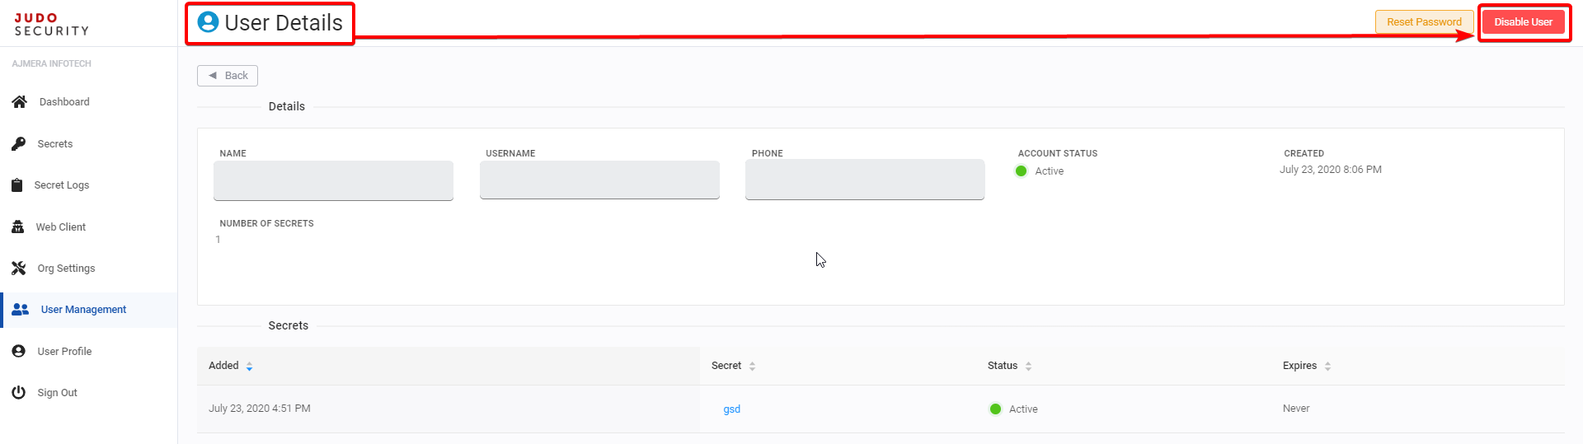 JUDO
SECURITY
User Details
Reset Password
Disable User
AJMERA INFOTECH
Dashboard
Secrets
Secret Logs
Web Client
Org Settings
User Management
User Profile
Sign Out
Back
Details
NAME
USERNAME
PHONE
ACCOUNT STATUS
CREATED
Active
July 23, 2020 8:06 PM
NUMBER OF SECRETS
1
Secrets
Added
Secret
Status
Expires
July 23, 2020 4:51 PM
gsd
Active
Never